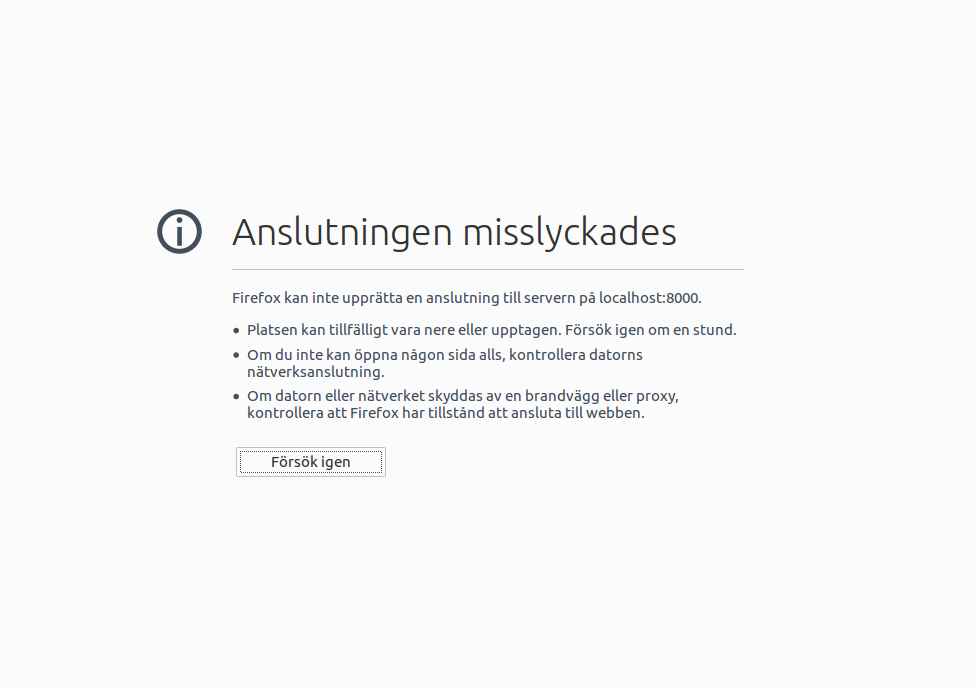 Anslutningen misslyckades
Firefox kan inte upprätta en anslutning till servern på localhost:8000.
Platsen kan tillfälligt vara nere eller upptagen. Försök igen om en stund.
Om du inte kan öppna någon sida alls, kontrollera datorns
nätverksanslutning.
Om datorn eller nätverket skyddas av en brandvägg eller proxy,
kontrollera att Firefox har tillstånd att ansluta till webben.
Försök igen